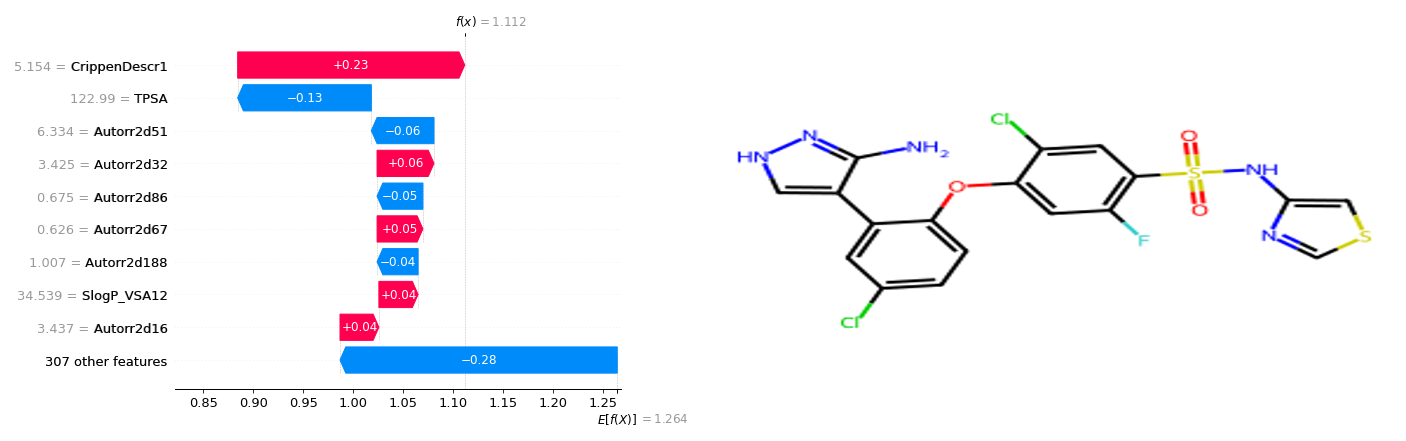 f(x) = 1.112
5.154 = CrippenDescr1
+0.23
122.99 = TPSA
−0.13
6.334 = Autorr2d51
−0.06
3.425 = Autorr2d32
+0.06
0.675 = Autorr2d86
−0.05
0.626 = Autorr2d67
+0.05
1.007 = Autorr2d188
−0.04
34.539 = SlogP_VSA12
+0.04
3.437 = Autorr2d16
+0.04
307 other features
−0.28
0.85 0.90 0.95 1.00 1.05 1.10 1.15 1.20 1.25
E[f(X)] = 1.264
Cl
O
N
HN
NH2
S
NH
O
O
N
S
F
Cl